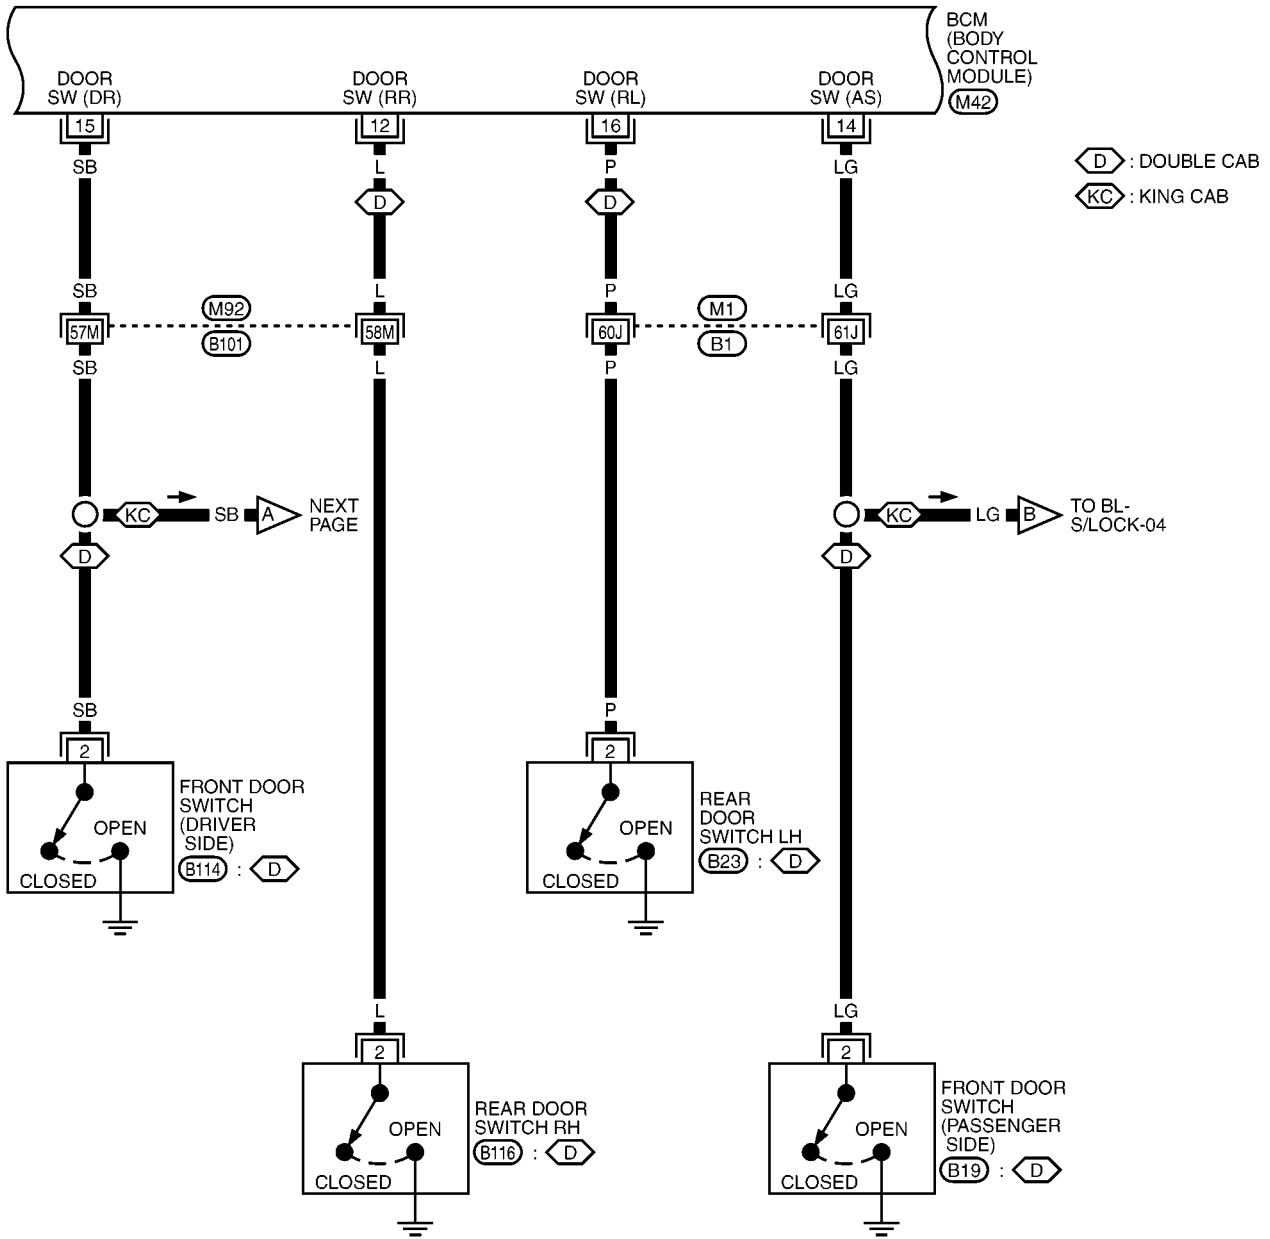 BCM
(BODY
CONTROL
MODULE)
M42
DOOR
SW (DR)
DOOR
SW (RR)
DOOR
SW (RL)
DOOR
SW (AS)
15
12
16
14
SB
L
P
LG
D : DOUBLE CAB
KC : KING CAB
D
D
SB
L
P
LG
M92
M1
57M
58M
60J
61J
B101
B1
SB
L
P
LG
KC
SB
A
NEXT
PAGE
KC
LG
B
TO BL-
S/LOCK-04
D
D
SB
P
2
2
FRONT DOOR
SWITCH
(DRIVER
SIDE)
B114 : D
OPEN
CLOSED
REAR
DOOR
SWITCH LH
B23 : D
OPEN
CLOSED
L
LG
2
2
REAR DOOR
SWITCH RH
B116 : D
OPEN
CLOSED
FRONT DOOR
SWITCH
(PASSENGER
SIDE)
B19 : D
OPEN
CLOSED